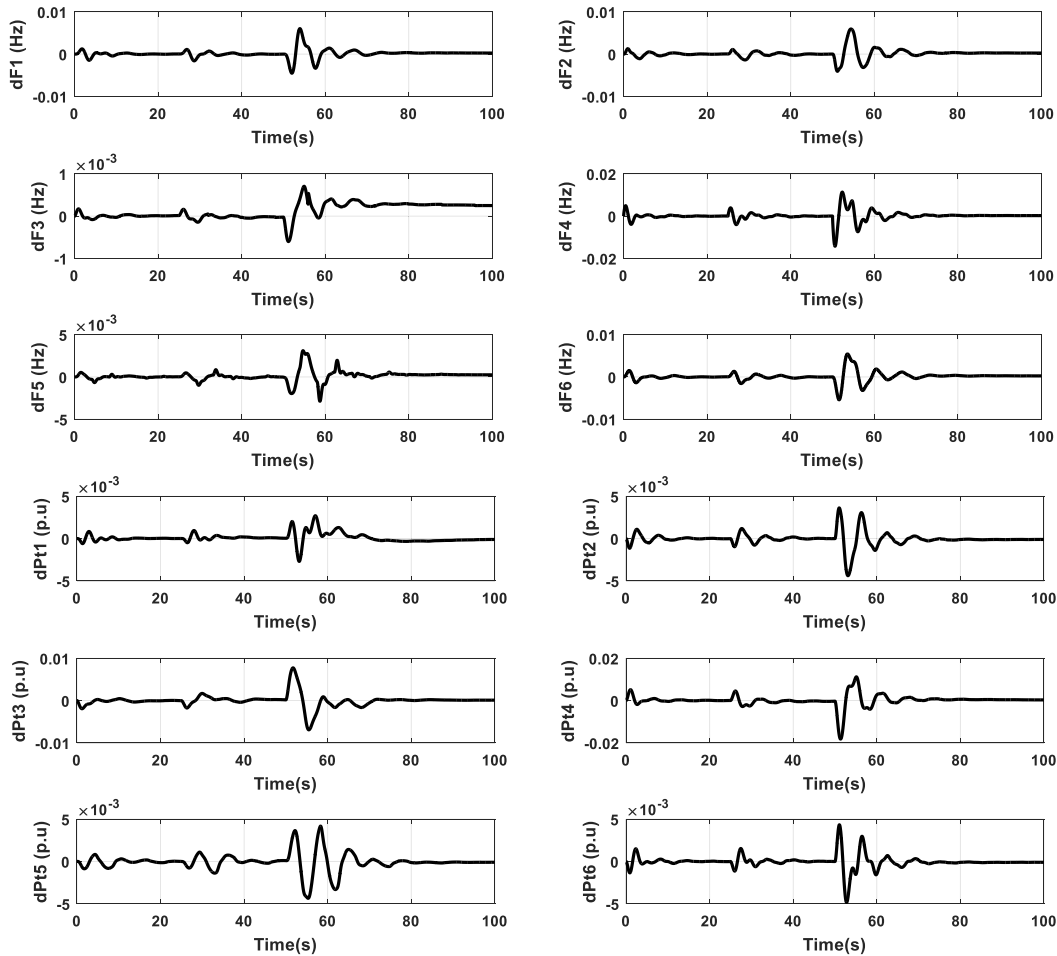 0.01
0
-0.01
dF1 (Hz)
0 20 40 60 80 100
Time(s)
0.01
0
-0.01
dF2 (Hz)
0 20 40 60 80 100
Time(s)
×10-3
1
0
-1
dF3 (Hz)
0 20 40 60 80 100
Time(s)
0.02
0
-0.02
dF4 (Hz)
0 20 40 60 80 100
Time(s)
×10-3
5
0
-5
dF5 (Hz)
0 20 40 60 80 100
Time(s)
0.01
0
-0.01
dF6 (Hz)
0 20 40 60 80 100
Time(s)
×10-3
5
0
-5
dPt1 (p.u)
0 20 40 60 80 100
Time(s)
×10-3
5
0
-5
dPt2 (p.u)
0 20 40 60 80 100
Time(s)
0.01
0
-0.01
dPt3 (p.u)
0 20 40 60 80 100
Time(s)
0.02
0
-0.02
dPt4 (p.u)
0 20 40 60 80 100
Time(s)
×10-3
5
0
-5
dPt5 (p.u)
0 20 40 60 80 100
Time(s)
×10-3
5
0
-5
dPt6 (p.u)
0 20 40 60 80 100
Time(s)